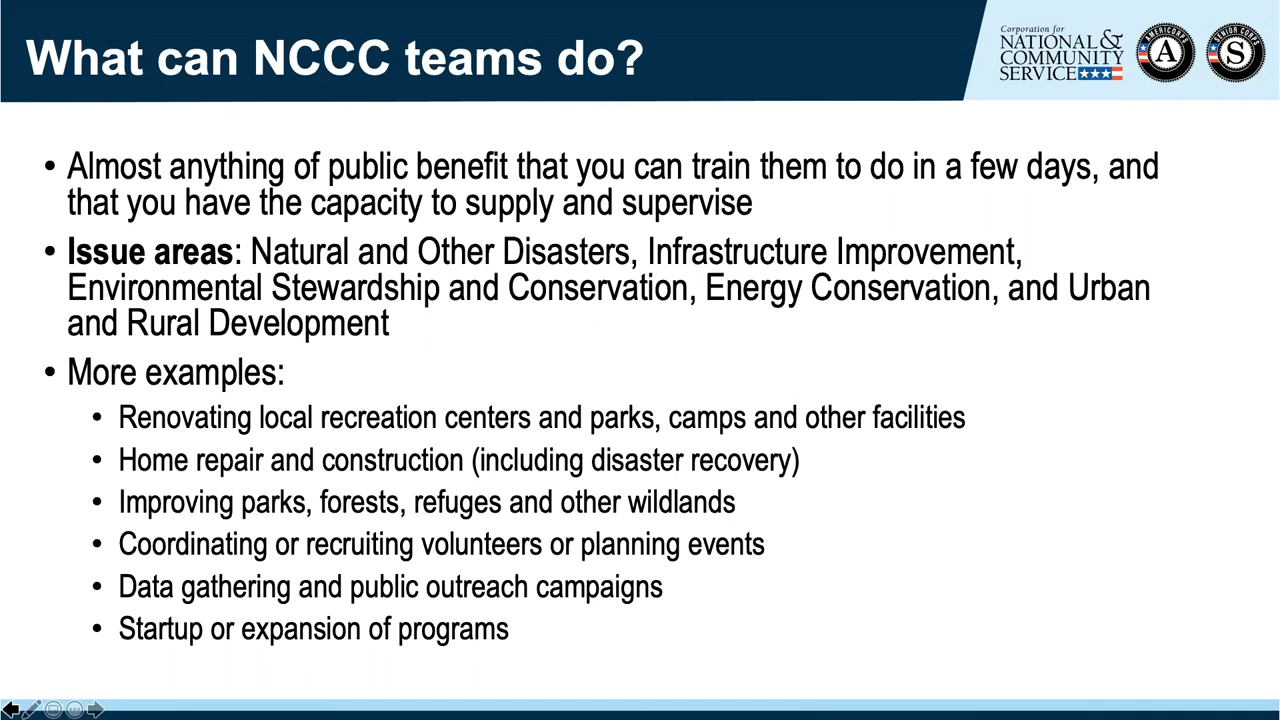 What can NCCC teams do?
Corporation for
NATIONAL &
COMMUNITY
SERVICE
AMERICORPS
A
SENIOR CORPS
S
• Almost anything of public benefit that you can train them to do in a few days, and
that you have the capacity to supply and supervise
• Issue areas: Natural and Other Disasters, Infrastructure Improvement,
Environmental Stewardship and Conservation, Energy Conservation, and Urban
and Rural Development
• More examples:
• Renovating local recreation centers and parks, camps and other facilities
• Home repair and construction (including disaster recovery)
• Improving parks, forests, refuges and other wildlands
• Coordinating or recruiting volunteers or planning events
• Data gathering and public outreach campaigns
• Startup or expansion of programs